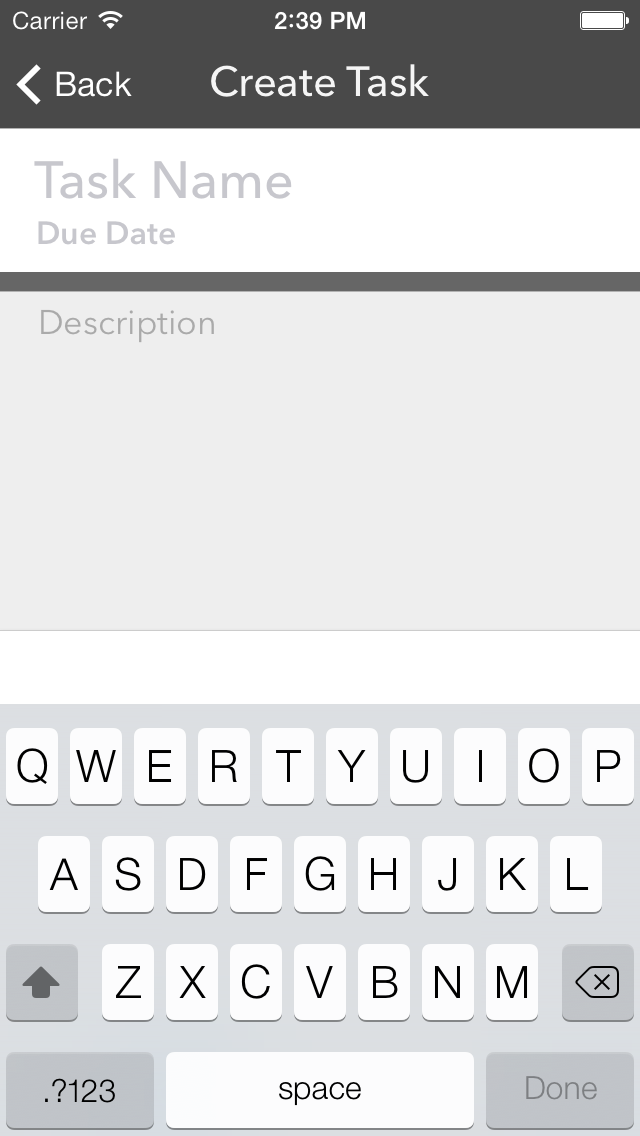 Carrier 2:39 PM
Back Create Task
Task Name
Due Date
Description
Q W E R T Y U I O P
A S D F G H J K L
Z X C V B N M
.?123 space Done